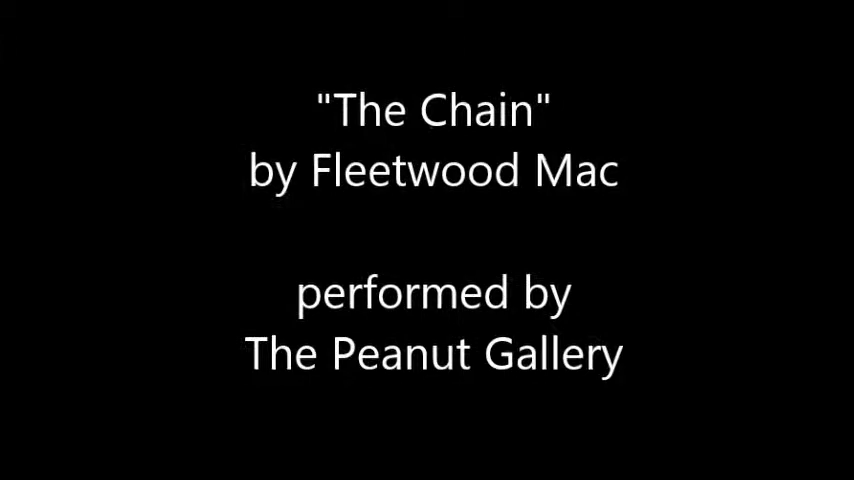 "The Chain"
by Fleetwood Mac
performed by
The Peanut Gallery